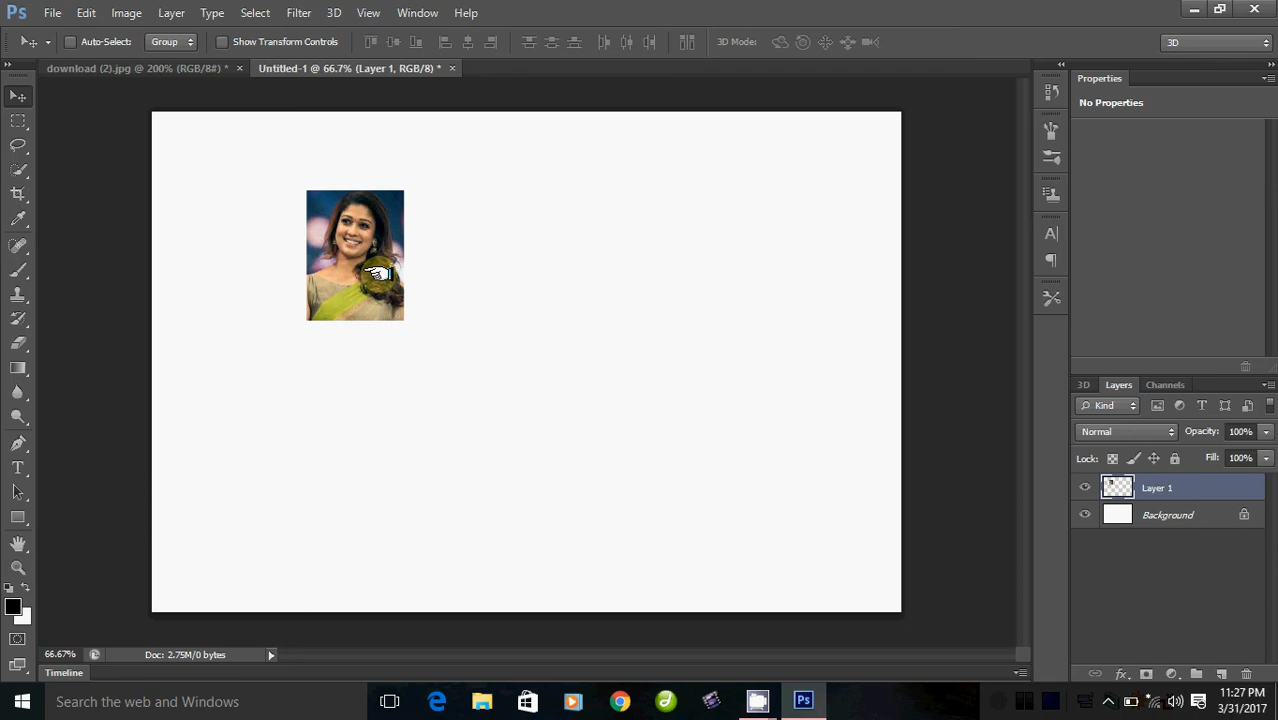 Ps File Edit Image Layer Type Select Filter 3D View Window Help
Auto-Select: Group Show Transform Controls 3D Mode: 3D
download (2).jpg @ 200% (RGB/8#) * × Untitled-1 @ 66.7% (Layer 1, RGB/8) * ×
Properties
No Properties
3D Layers Channels
Kind
Normal Opacity: 100%
Lock: Fill: 100%
Layer 1
Background
66.67% Doc: 2.75M/0 bytes
Timeline
Search the web and Windows
Ps
11:27 PM
3/31/2017